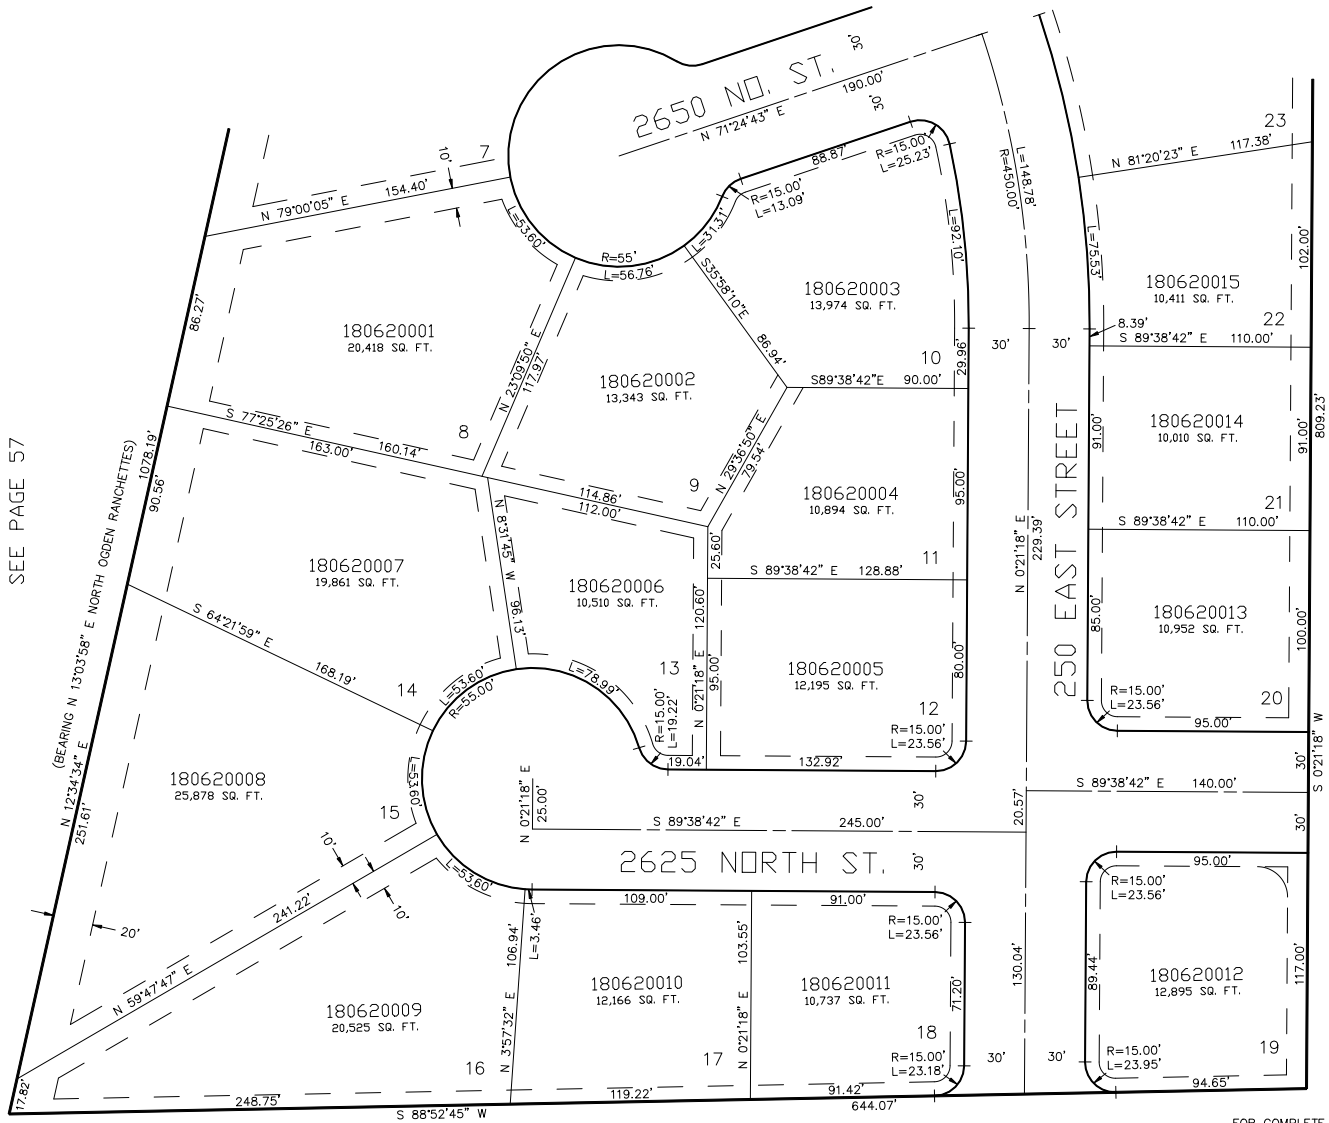 2650 NO. ST.
N 71°24'43" E
190.00'
30'
30'
7
10'
N 79°00'05" E
154.40'
L=53.60'
R=55'
L=56.76'
L=31.31'
R=15.00'
L=13.09'
88.87'
R=15.00'
L=25.23'
L=92.10'
L=148.78'
R=450.00'
L=75.53'
23
N 81°20'23" E
117.38'
102.00'
180620015
10,411 SQ. FT.
22
8.39'
S 89°38'42" E
110.00'
86.27'
180620001
20,418 SQ. FT.
N 23°09'50" E
117.97'
S35°58'10"E
86.94'
180620003
13,974 SQ. FT.
10
29.96'
30'
30'
S89°38'42"E
90.00'
180620002
13,343 SQ. FT.
9
N 29°36'50" E
79.54'
8
S 77°25'26" E
163.00'
160.14'
114.86'
112.00'
SEE PAGE 57
1078.19'
90.56'
(BEARING N 13°03'58" E NORTH OGDEN RANCHETTES)
N 12°34'34" E
251.61'
180620004
10,894 SQ. FT.
11
95.00'
25.60'
S 89°38'42" E
128.88'
250 EAST STREET
N 0°21'18" E
229.39'
91.00'
180620014
10,010 SQ. FT.
21
91.00'
809.23'
S 89°38'42" E
110.00'
180620007
19,861 SQ. FT.
N 8°31'45" W
96.13'
180620006
10,510 SQ. FT.
13
120.60'
N 0°21'18" E
95.00'
180620005
12,195 SQ. FT.
12
80.00'
R=15.00'
L=23.56'
132.92'
85.00'
180620013
10,952 SQ. FT.
20
100.00'
R=15.00'
L=23.56'
95.00'
S 64°21'59" E
168.19'
14
L=53.60'
R=55.00'
L=78.99'
R=15.00'
L=19.22'
19.04'
180620008
25,878 SQ. FT.
15
L=53.60'
N 0°21'18" E
25.00'
30'
20.57'
S 89°38'42" E
140.00'
30'
S 0°21'18" W
30'
S 89°38'42" E
245.00'
2625 NORTH ST.
30'
10'
10'
L=53.60'
241.22'
N 59°47'47" E
20'
109.00'
L=3.46'
91.00'
R=15.00'
L=23.56'
95.00'
R=15.00'
L=23.56'
106.94'
N 3°57'32" E
103.55'
N 0°21'18" E
180620009
20,525 SQ. FT.
16
180620010
12,166 SQ. FT.
17
180620011
10,737 SQ. FT.
18
71.20'
130.04'
89.44'
180620012
12,895 SQ. FT.
19
117.00'
R=15.00'
L=23.18'
30'
30'
R=15.00'
L=23.95'
17.82'
248.75'
119.22'
91.42'
94.65'
S 88°52'45" W
644.07'